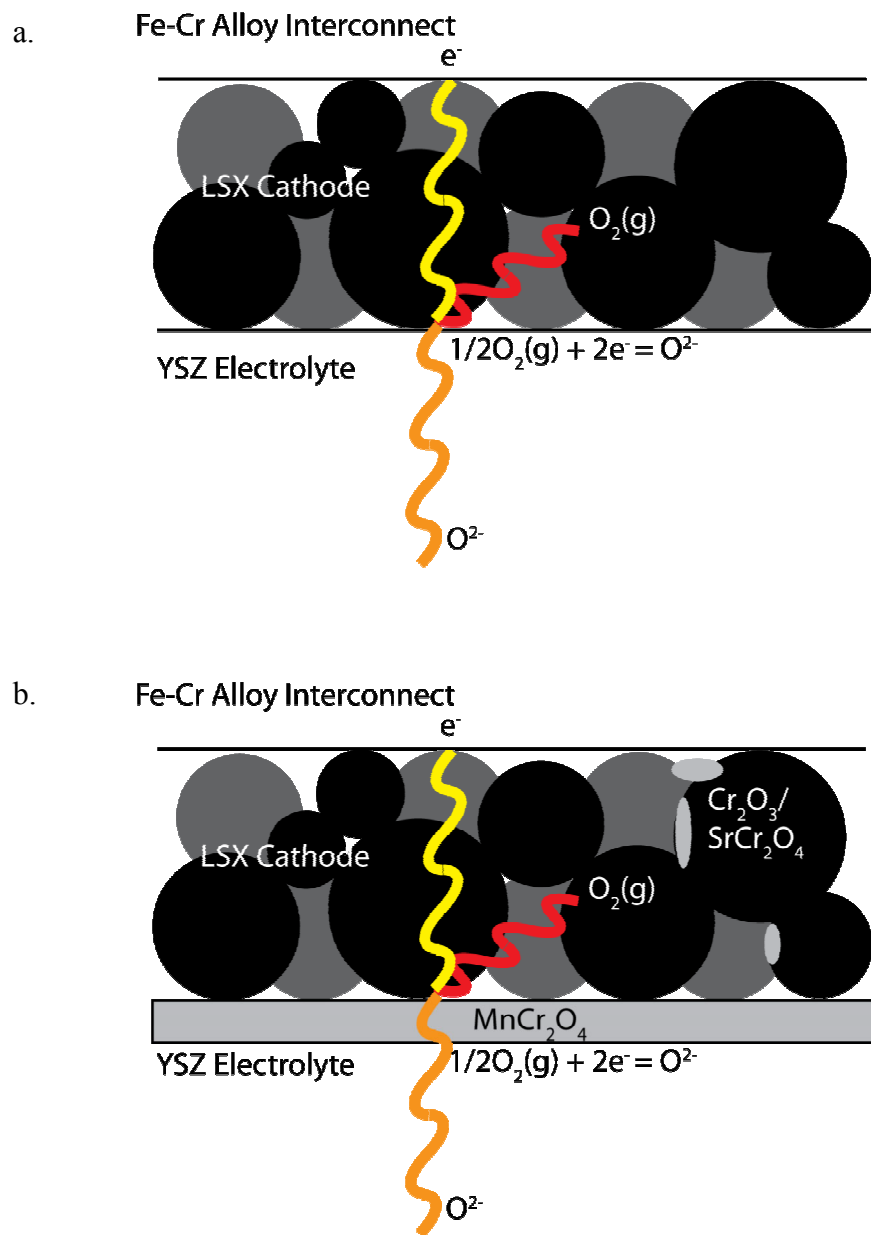 a.
Fe-Cr Alloy Interconnect
e⁻
LSX Cathode
O₂(g)
1/2O₂(g) + 2e⁻ = O²⁻
YSZ Electrolyte
O²⁻
b.
Fe-Cr Alloy Interconnect
e⁻
Cr₂O₃/
SrCr₂O₄
LSX Cathode
O₂(g)
MnCr₂O₄
1/2O₂(g) + 2e⁻ = O²⁻
YSZ Electrolyte
O²⁻